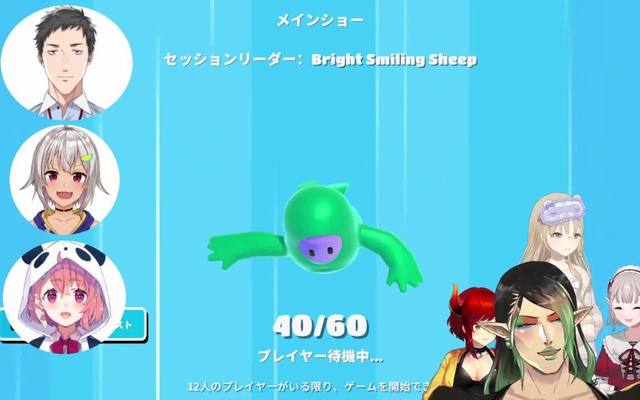 メインショー
セッションリーダー: Bright Smiling Sheep
スト
40/60
プレイヤー待機中...
12人のプレイヤーがいる限り、ゲームを開始でき